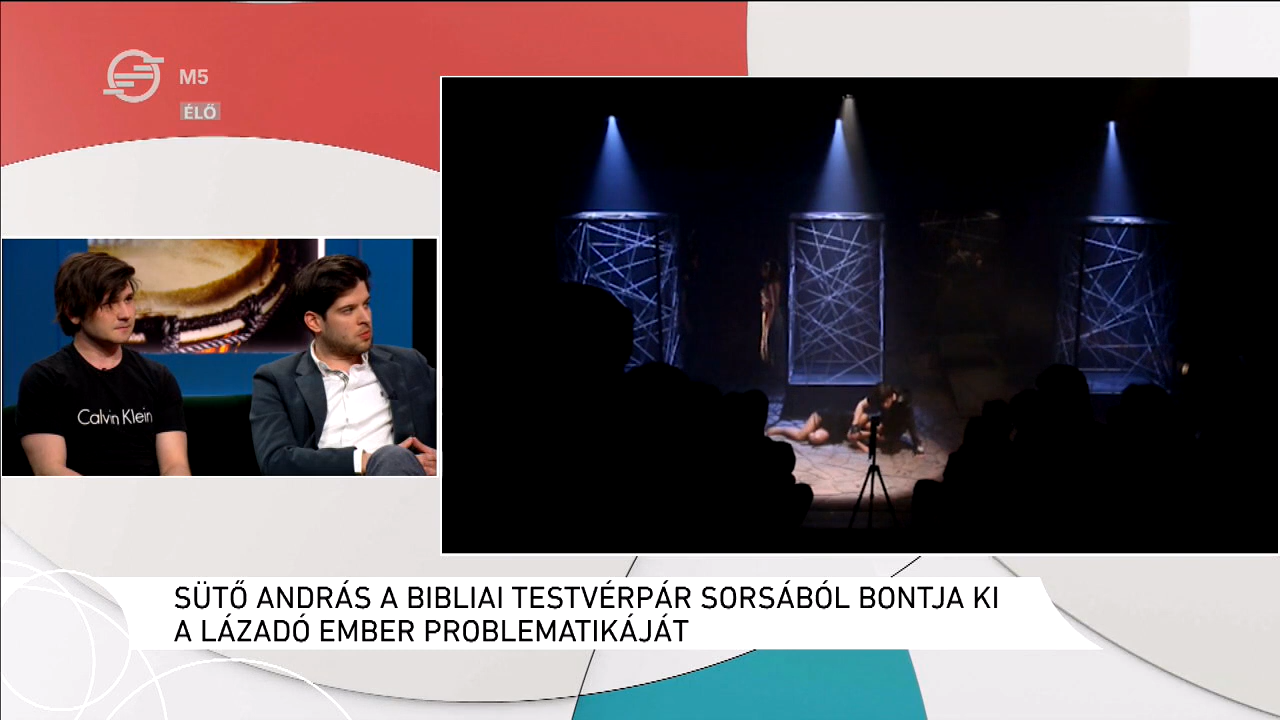 M5
ÉLŐ
Calvin Klein
SÜTŐ ANDRÁS A BIBLIAI TESTVÉRPÁR SORSÁBÓL BONTJA KI
A LÁZADÓ EMBER PROBLEMATIKÁJÁT